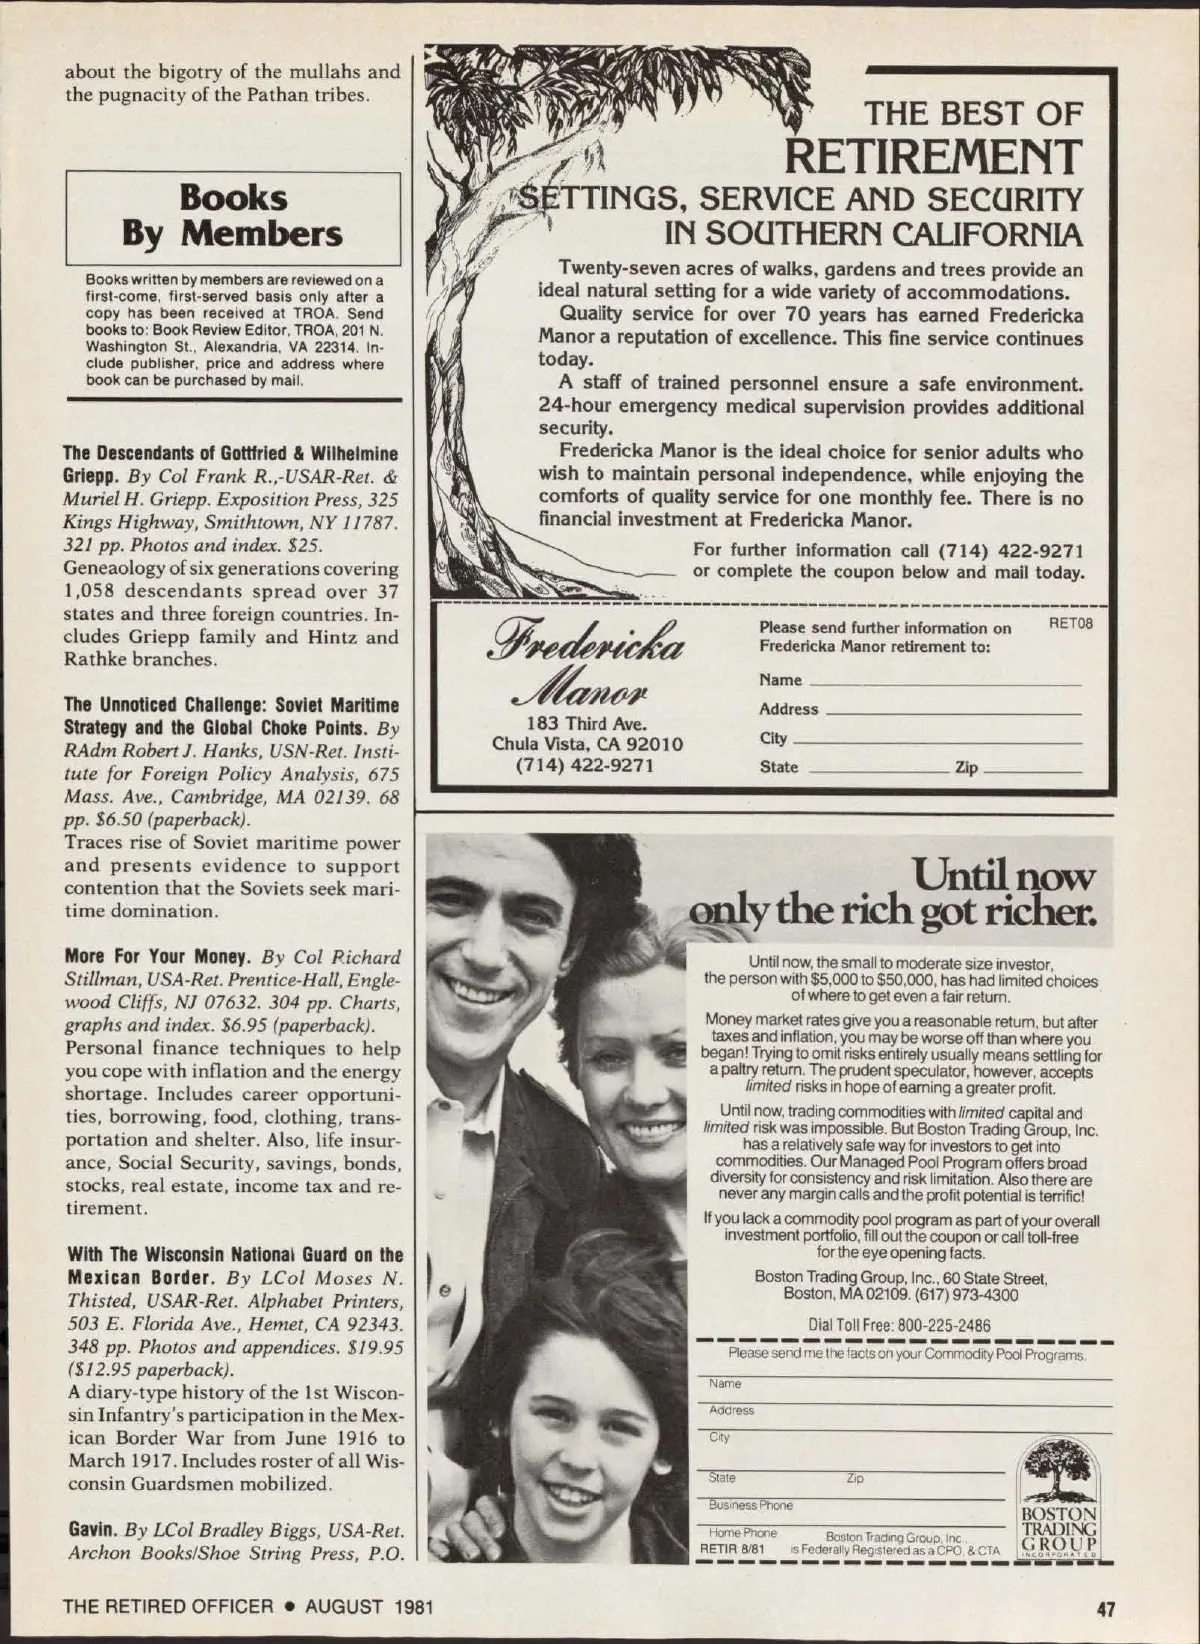 about the bigotry of the mullahs and
the pugnacity of the Pathan tribes.
Books
By Members
Books written by members are reviewed on a
first-come, first-served basis only after a
copy has been received at TROA. Send
books to: Book Review Editor, TROA, 201 N.
Washington St., Alexandria, VA 22314. In-
clude publisher, price and address where
book can be purchased by mail.
The Descendants of Gottfried & Wilhelmine
Griepp. By Col Frank R.,-USAR-Ret. &
Muriel H. Griepp. Exposition Press, 325
Kings Highway, Smithtown, NY 11787.
321 pp. Photos and index. $25.
Geneaology of six generations covering
1,058 descendants spread over 37
states and three foreign countries. In-
cludes Griepp family and Hintz and
Rathke branches.
The Unnoticed Challenge: Soviet Maritime
Strategy and the Global Choke Points. By
RAdm Robert J. Hanks, USN-Ret. Insti-
tute for Foreign Policy Analysis, 675
Mass. Ave., Cambridge, MA 02139. 68
pp. $6.50 (paperback).
Traces rise of Soviet maritime power
and presents evidence to support
contention that the Soviets seek mari-
time domination.
More For Your Money. By Col Richard
Stillman, USA-Ret. Prentice-Hall, Engle-
wood Cliffs, NJ 07632. 304 pp. Charts,
graphs and index. $6.95 (paperback).
Personal finance techniques to help
you cope with inflation and the energy
shortage. Includes career opportuni-
ties, borrowing, food, clothing, trans-
portation and shelter. Also, life insur-
ance, Social Security, savings, bonds,
stocks, real estate, income tax and re-
tirement.
With The Wisconsin National Guard on the
Mexican Border. By LCol Moses N.
Thisted, USAR-Ret. Alphabet Printers,
503 E. Florida Ave., Hemet, CA 92343.
348 pp. Photos and appendices. $19.95
($12.95 paperback).
A diary-type history of the 1st Wiscon-
sin Infantry's participation in the Mex-
ican Border War from June 1916 to
March 1917. Includes roster of all Wis-
consin Guardsmen mobilized.
Gavin. By LCol Bradley Biggs, USA-Ret.
Archon Books/Shoe String Press, P.O.
THE BEST OF
RETIREMENT
SETTINGS, SERVICE AND SECURITY
IN SOUTHERN CALIFORNIA
Twenty-seven acres of walks, gardens and trees provide an
ideal natural setting for a wide variety of accommodations.
Quality service for over 70 years has earned Fredericka
Manor a reputation of excellence. This fine service continues
today.
A staff of trained personnel ensure a safe environment.
24-hour emergency medical supervision provides additional
security.
Fredericka Manor is the ideal choice for senior adults who
wish to maintain personal independence, while enjoying the
comforts of quality service for one monthly fee. There is no
financial investment at Fredericka Manor.
For further information call (714) 422-9271
or complete the coupon below and mail today.
Fredericka
Manor
183 Third Ave.
Chula Vista, CA 92010
(714) 422-9271
Please send further information on RET08
Fredericka Manor retirement to:
Name
Address
City
State Zip
Until now
only the rich got richer.
Until now, the small to moderate size investor,
the person with $5,000 to $50,000, has had limited choices
of where to get even a fair return.
Money market rates give you a reasonable return, but after
taxes and inflation, you may be worse off than where you
began! Trying to omit risks entirely usually means settling for
a paltry return. The prudent speculator, however, accepts
limited risks in hope of earning a greater profit.
Until now, trading commodities with limited capital and
limited risk was impossible. But Boston Trading Group, Inc.
has a relatively safe way for investors to get into
commodities. Our Managed Pool Program offers broad
diversity for consistency and risk limitation. Also there are
never any margin calls and the profit potential is terrific!
If you lack a commodity pool program as part of your overall
investment portfolio, fill out the coupon or call toll-free
for the eye opening facts.
Boston Trading Group, Inc., 60 State Street,
Boston, MA 02109. (617) 973-4300
Dial Toll Free: 800-225-2486
Please send me the facts on your Commodity Pool Programs.
Name
Address
City
State Zip
Business Phone
Home Phone
RETIR 8/81
Boston Trading Group, Inc.,
is Federally Registered as a CPO, & CTA.
BOSTON
TRADING
GROUP
INCORPORATED
THE RETIRED OFFICER • AUGUST 1981
47